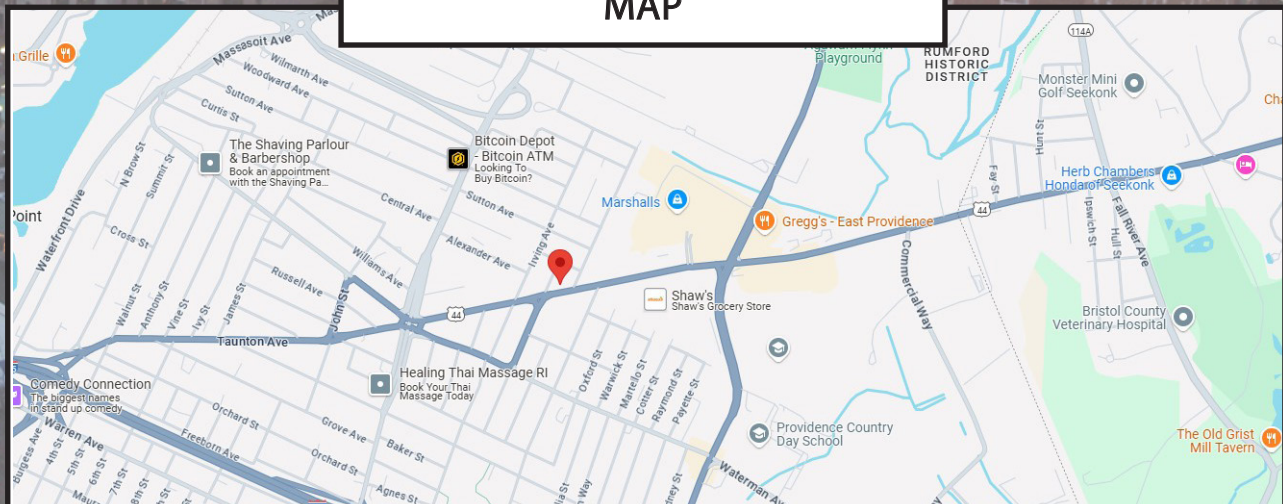 MAP
Grille
Massasoit Ave
Wilmarth Ave
Woodward Ave
Sutton Ave
Curtis St
Playground
RUMFORD
HISTORIC
DISTRICT
114A
Monster Mini
Golf Seekonk
The Shaving Parlour
& Barbershop
Book an appointment
with the Shaving Pa...
Bitcoin Depot
- Bitcoin ATM
Looking To
Buy Bitcoin?
N Brow St
Summit St
Hunt St
Fay St
Herb Chambers
Honda of Seekonk
Marshalls
Sutton Ave
Central Ave
Point
Waterfront Drive
Cross St
Gregg's - East Providence
44
Ipswich St
Hull St
Fall River Ave
Irving Ave
Alexander Ave
Williams Ave
Russell Ave
Commercial Way
Walnut St
Anthony St
Vine St
Ivy St
James St
John St
44
Shaw's
Shaw's Grocery Store
Bristol County
Veterinary Hospital
Taunton Ave
Comedy Connection
The biggest names
in stand up comedy
Healing Thai Massage RI
Book Your Thai
Massage Today
Oxford St
Warwick St
Martello St
Cotter St
Raymond St
Payette St
Orchard St
Grove Ave
Baker St
Freeborn Ave
Orchard St
Agnes St
Warren Ave
Burgess Ave
4th St
5th St
6th St
7th St
Providence Country
Day School
Waterman Av
The Old Grist
Mill Tavern